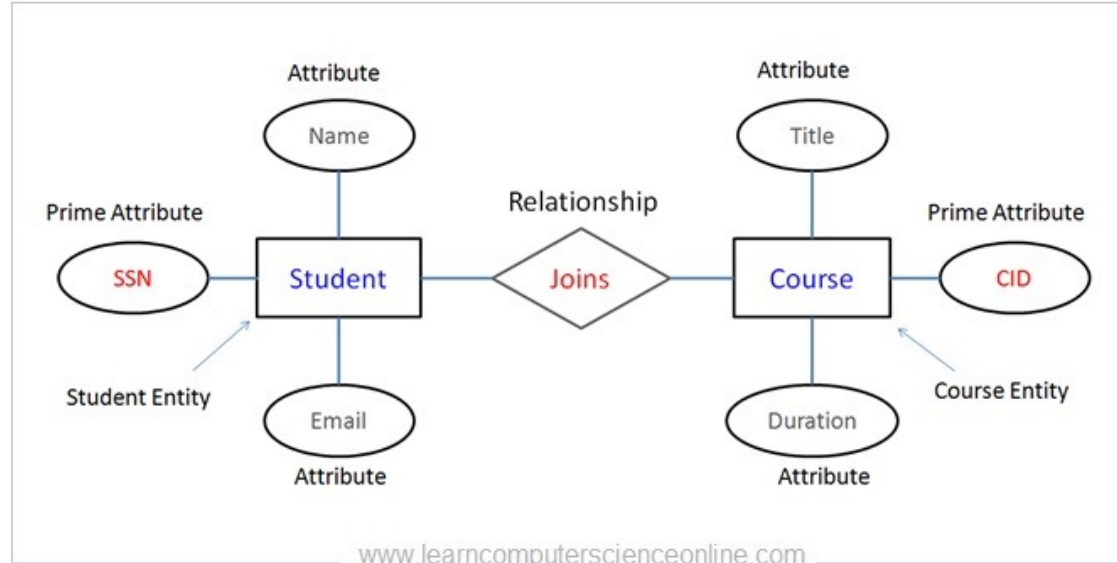 Attribute
Attribute
Name
Title
Relationship
Prime Attribute
Prime Attribute
SSN
Student
Joins
Course
CID
Student Entity
Course Entity
Email
Duration
Attribute
Attribute
www.learncomputerscienceonline.com